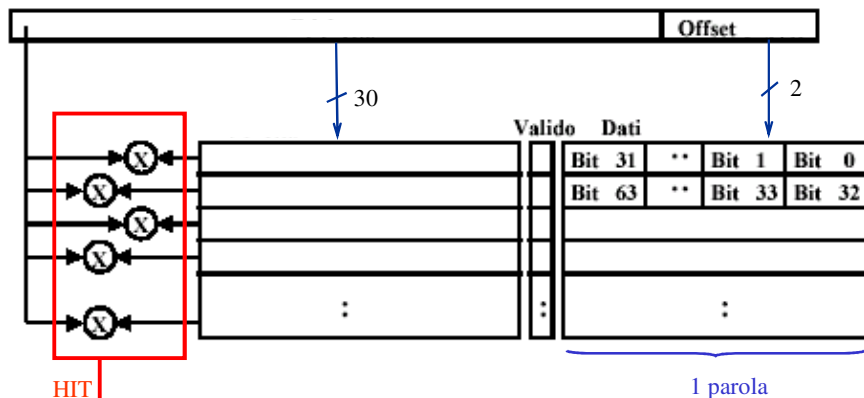 Offset
30
2
Valido Dati
X
Bit 31 ·· Bit 1 Bit 0
X
Bit 63 ·· Bit 33 Bit 32
X
X
X
:
:
:
HIT
1 parola